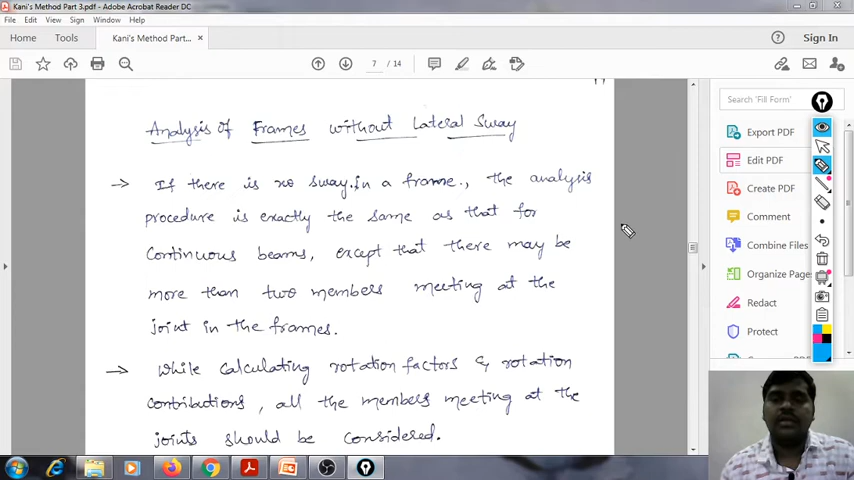 Kani's Method Part 3.pdf - Adobe Acrobat Reader DC
File Edit View Sign Window Help
Home Tools Kani's Method Part... × Sign In
7 / 14
Search 'Fill Form'
Analysis of Frames without Lateral Sway
→ If there is no sway in a frame, the analysis
procedure is exactly the same as that for
Continuous beams, except that there may be
more than two members meeting at the
joint in the frames.
→ While calculating rotation factors & rotation
contributions, all the members meeting at the
joints should be considered.
Export PDF
Edit PDF
Create PDF
Comment
Combine Files
Organize Pages
Redact
Protect